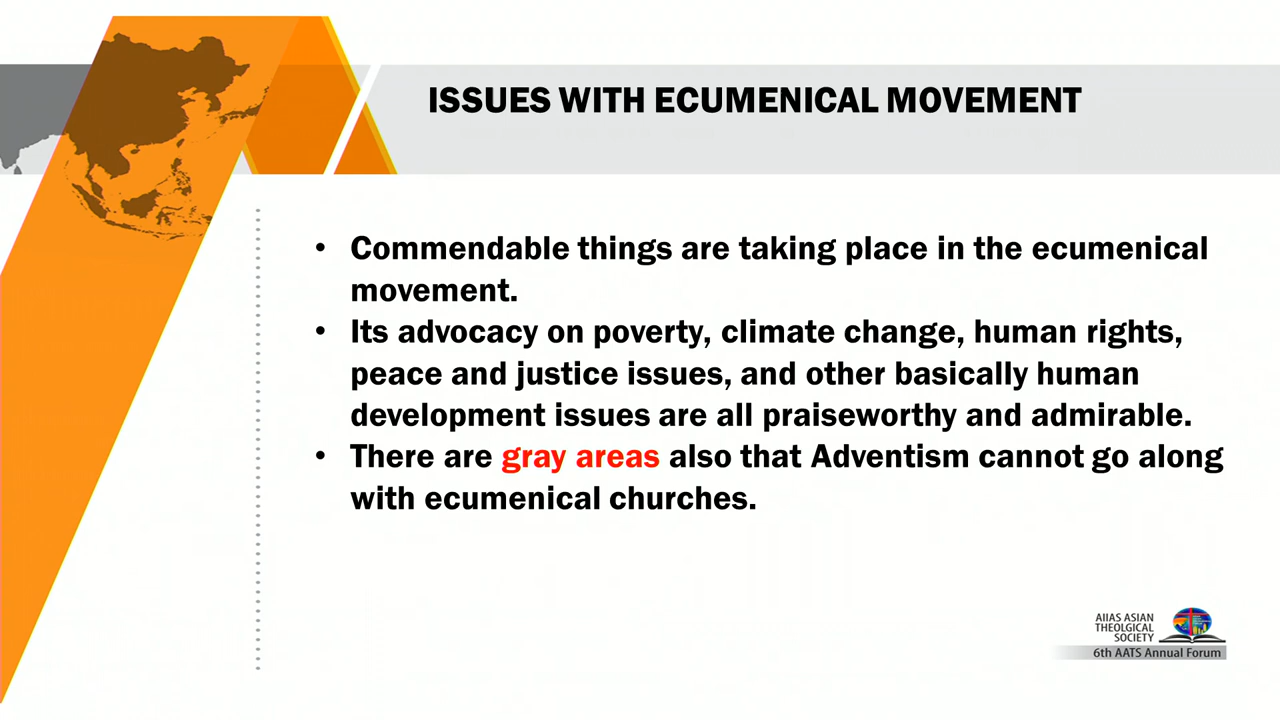 ISSUES WITH ECUMENICAL MOVEMENT
• Commendable things are taking place in the ecumenical
movement.
• Its advocacy on poverty, climate change, human rights,
peace and justice issues, and other basically human
development issues are all praiseworthy and admirable.
• There are gray areas also that Adventism cannot go along
with ecumenical churches.
AIIAS ASIAN
THEOLGICAL
SOCIETY
6th AATS Annual Forum